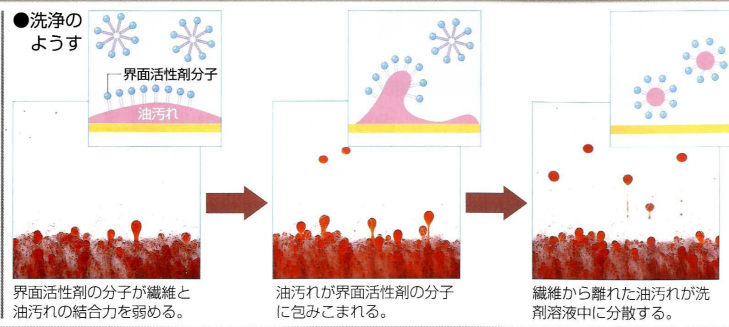 ●洗浄の
ようす
界面活性剤分子
油汚れ
界面活性剤の分子が繊維と
油汚れの結合力を弱める。
油汚れが界面活性剤の分子
に包みこまれる。
繊維から離れた油汚れが洗
剤溶液中に分散する。